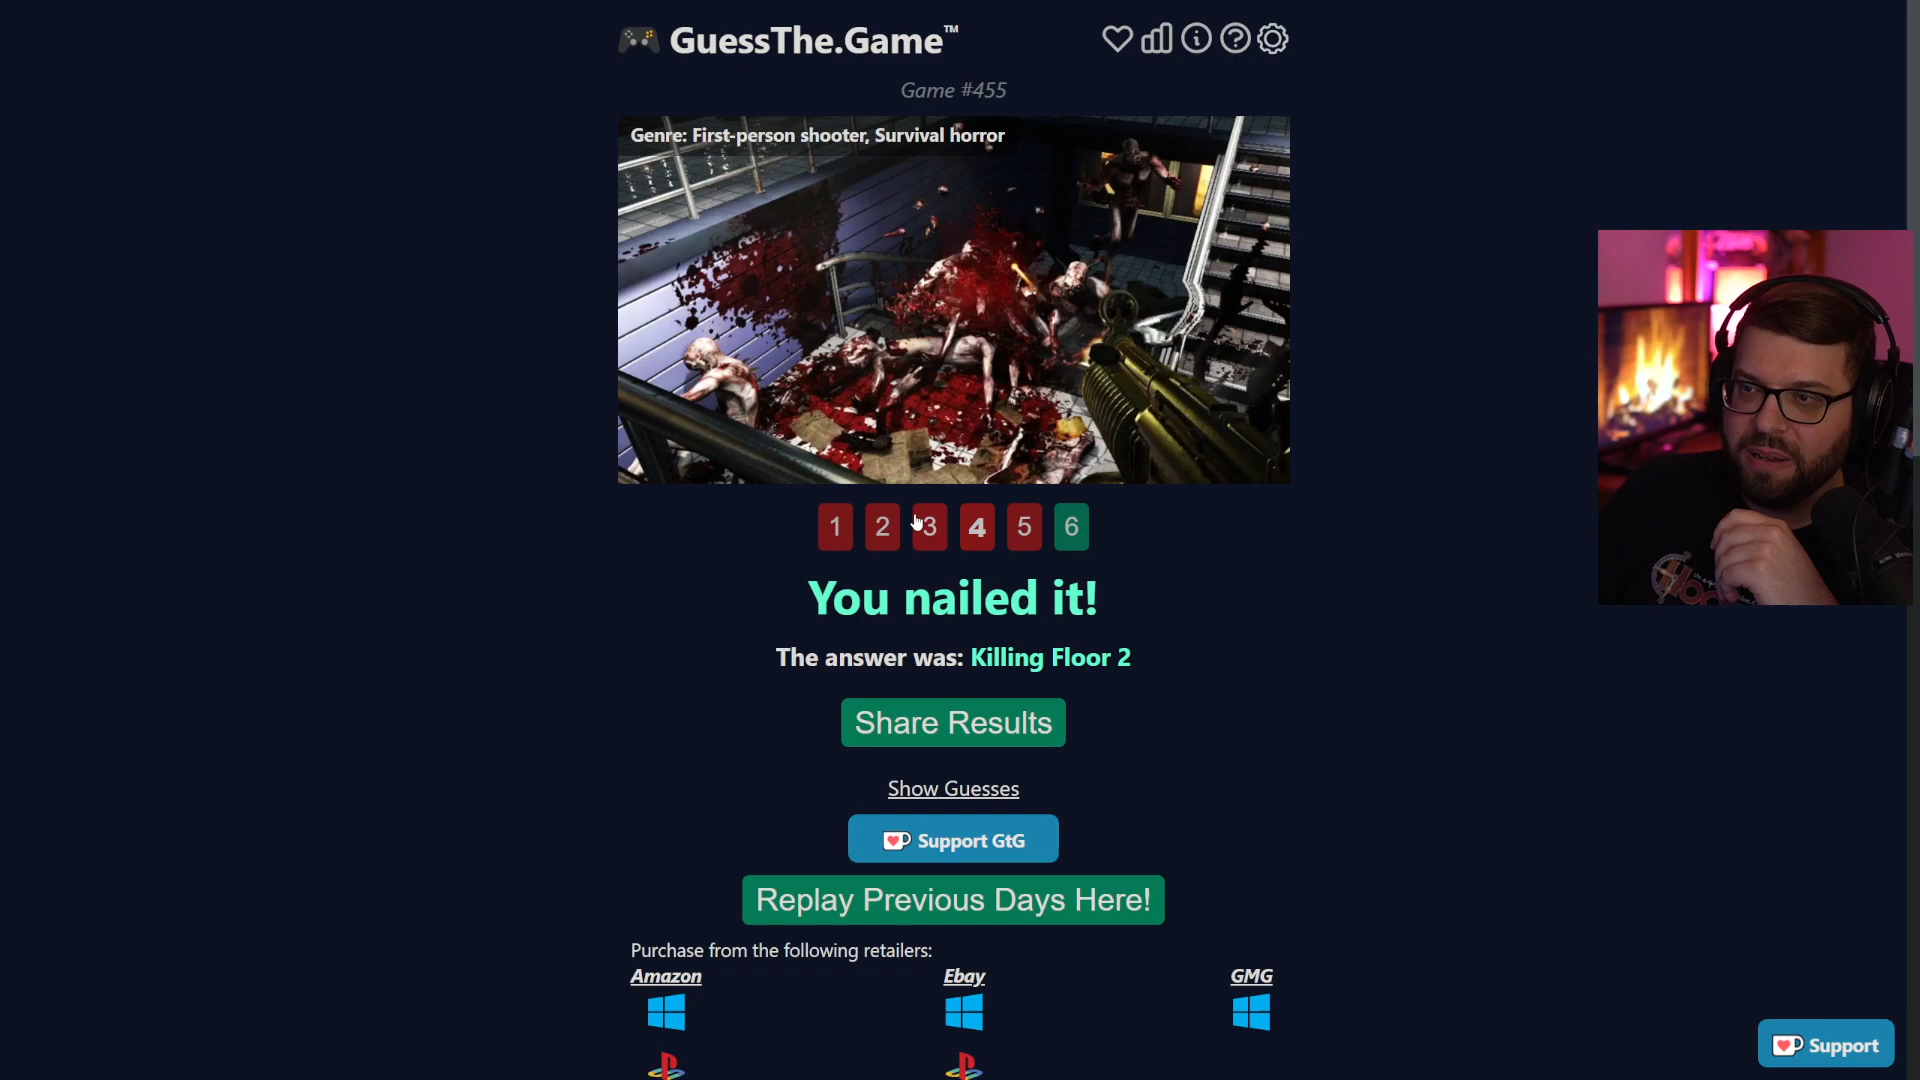 GuessThe.Game™
Game #455
Genre: First-person shooter, Survival horror
1 2 3 4 5 6
You nailed it!
The answer was: Killing Floor 2
Share Results
Show Guesses
Support GtG
Replay Previous Days Here!
Purchase from the following retailers:
Amazon Ebay GMG
Support